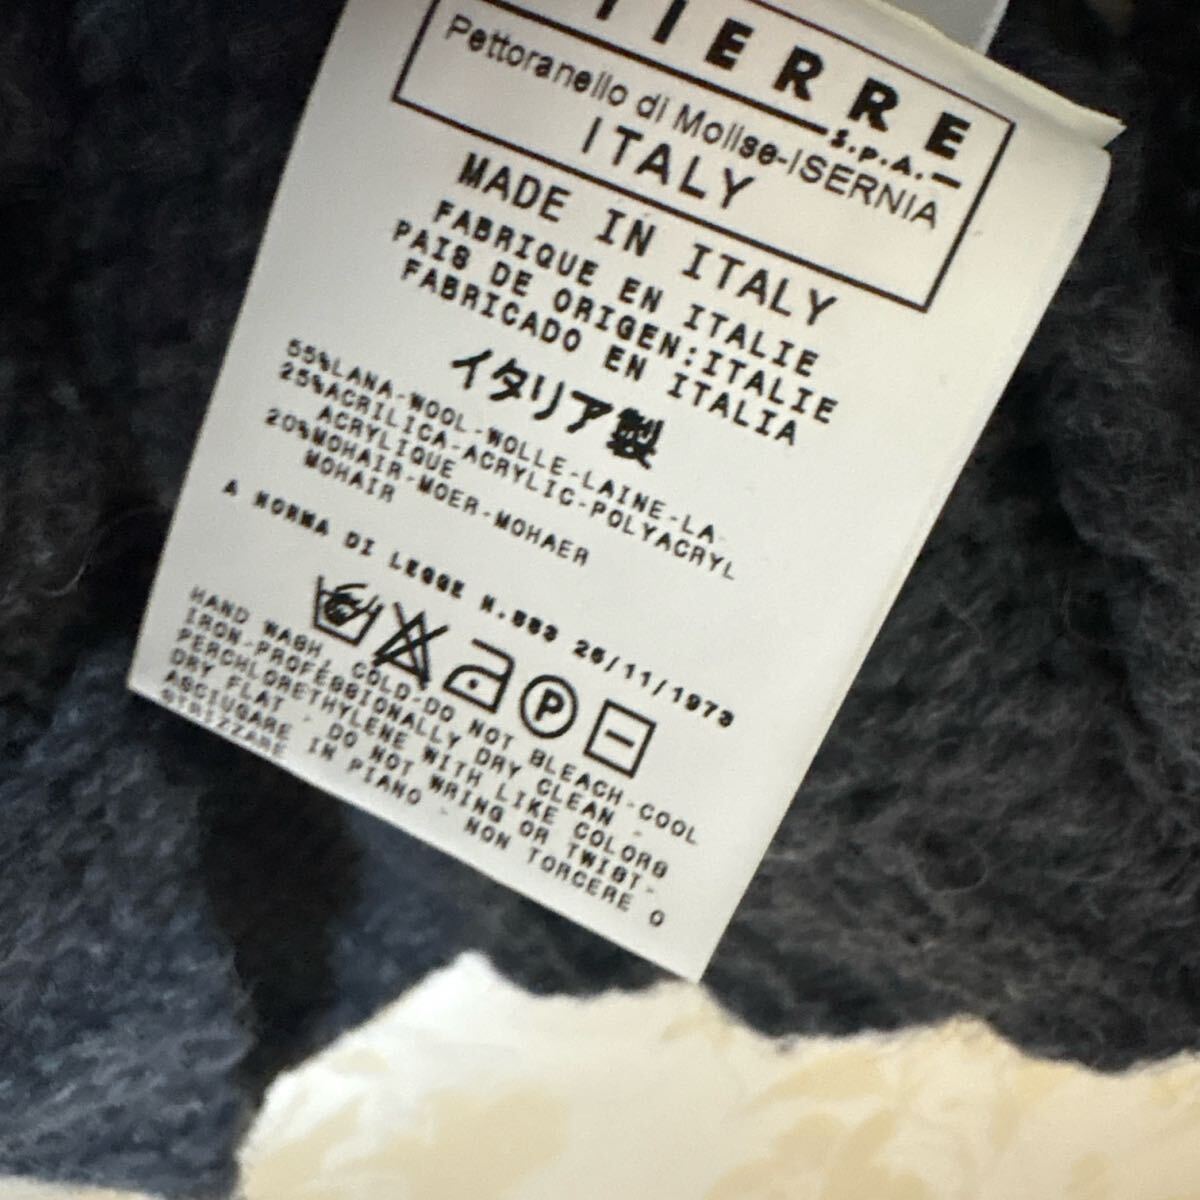 TIERRE
S.p.A.
Pettoranello di Molise-ISERNIA
ITALY
MADE IN ITALY
FABRIQUE EN ITALIE
PAIS DE ORIGEN:ITALIE
FABRICADO EN ITALIA
イタリア製
55%LANA-WOOL-WOLLE-LAINE-LA
25%ACRILICA-ACRYLIC-POLYACRYL
ACRYLIQUE
20%MOHAIR-MOER-MOHAER
MOHAIR
A NORMA DI LEGGE N.883 26/11/1973
P
HAND WASH, COLD-DO NOT BLEACH-COOL
IRON-PROFESSIONALLY DRY CLEAN -
PERCHLORETHYLENE WITH LIKE COLORS
DRY FLAT - DO NOT WRING OR TWIST-
ASCIUGARE IN PIANO - NON TORCERE O
STRIZZARE